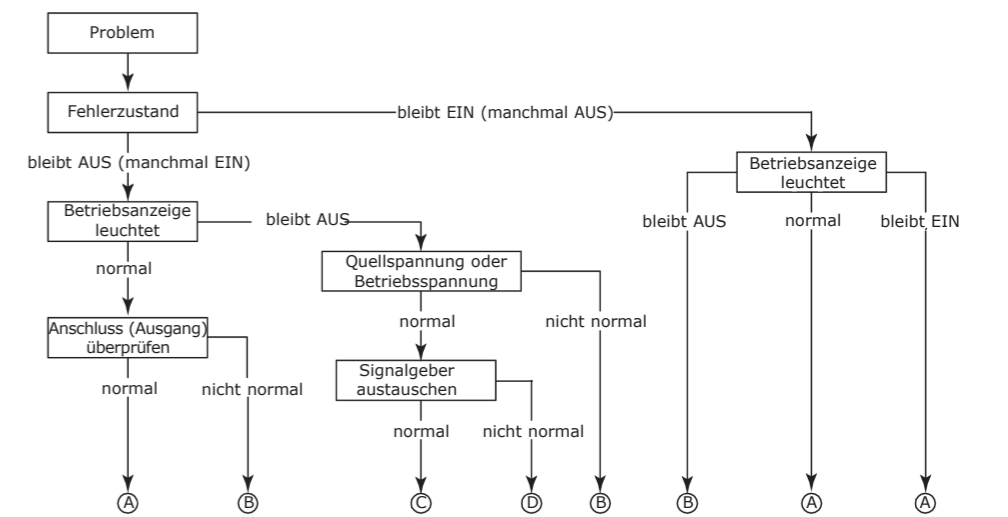 Problem
Fehlerzustand
bleibt EIN (manchmal AUS)
bleibt AUS (manchmal EIN)
Betriebsanzeige
leuchtet
bleibt AUS
normal
bleibt EIN
Betriebsanzeige
leuchtet
bleibt AUS
normal
Quellspannung oder
Betriebsspannung
normal
nicht normal
Anschluss (Ausgang)
überprüfen
normal
nicht normal
Signalgeber
austauschen
normal
nicht normal
A
B
C
D
B
B
A
A